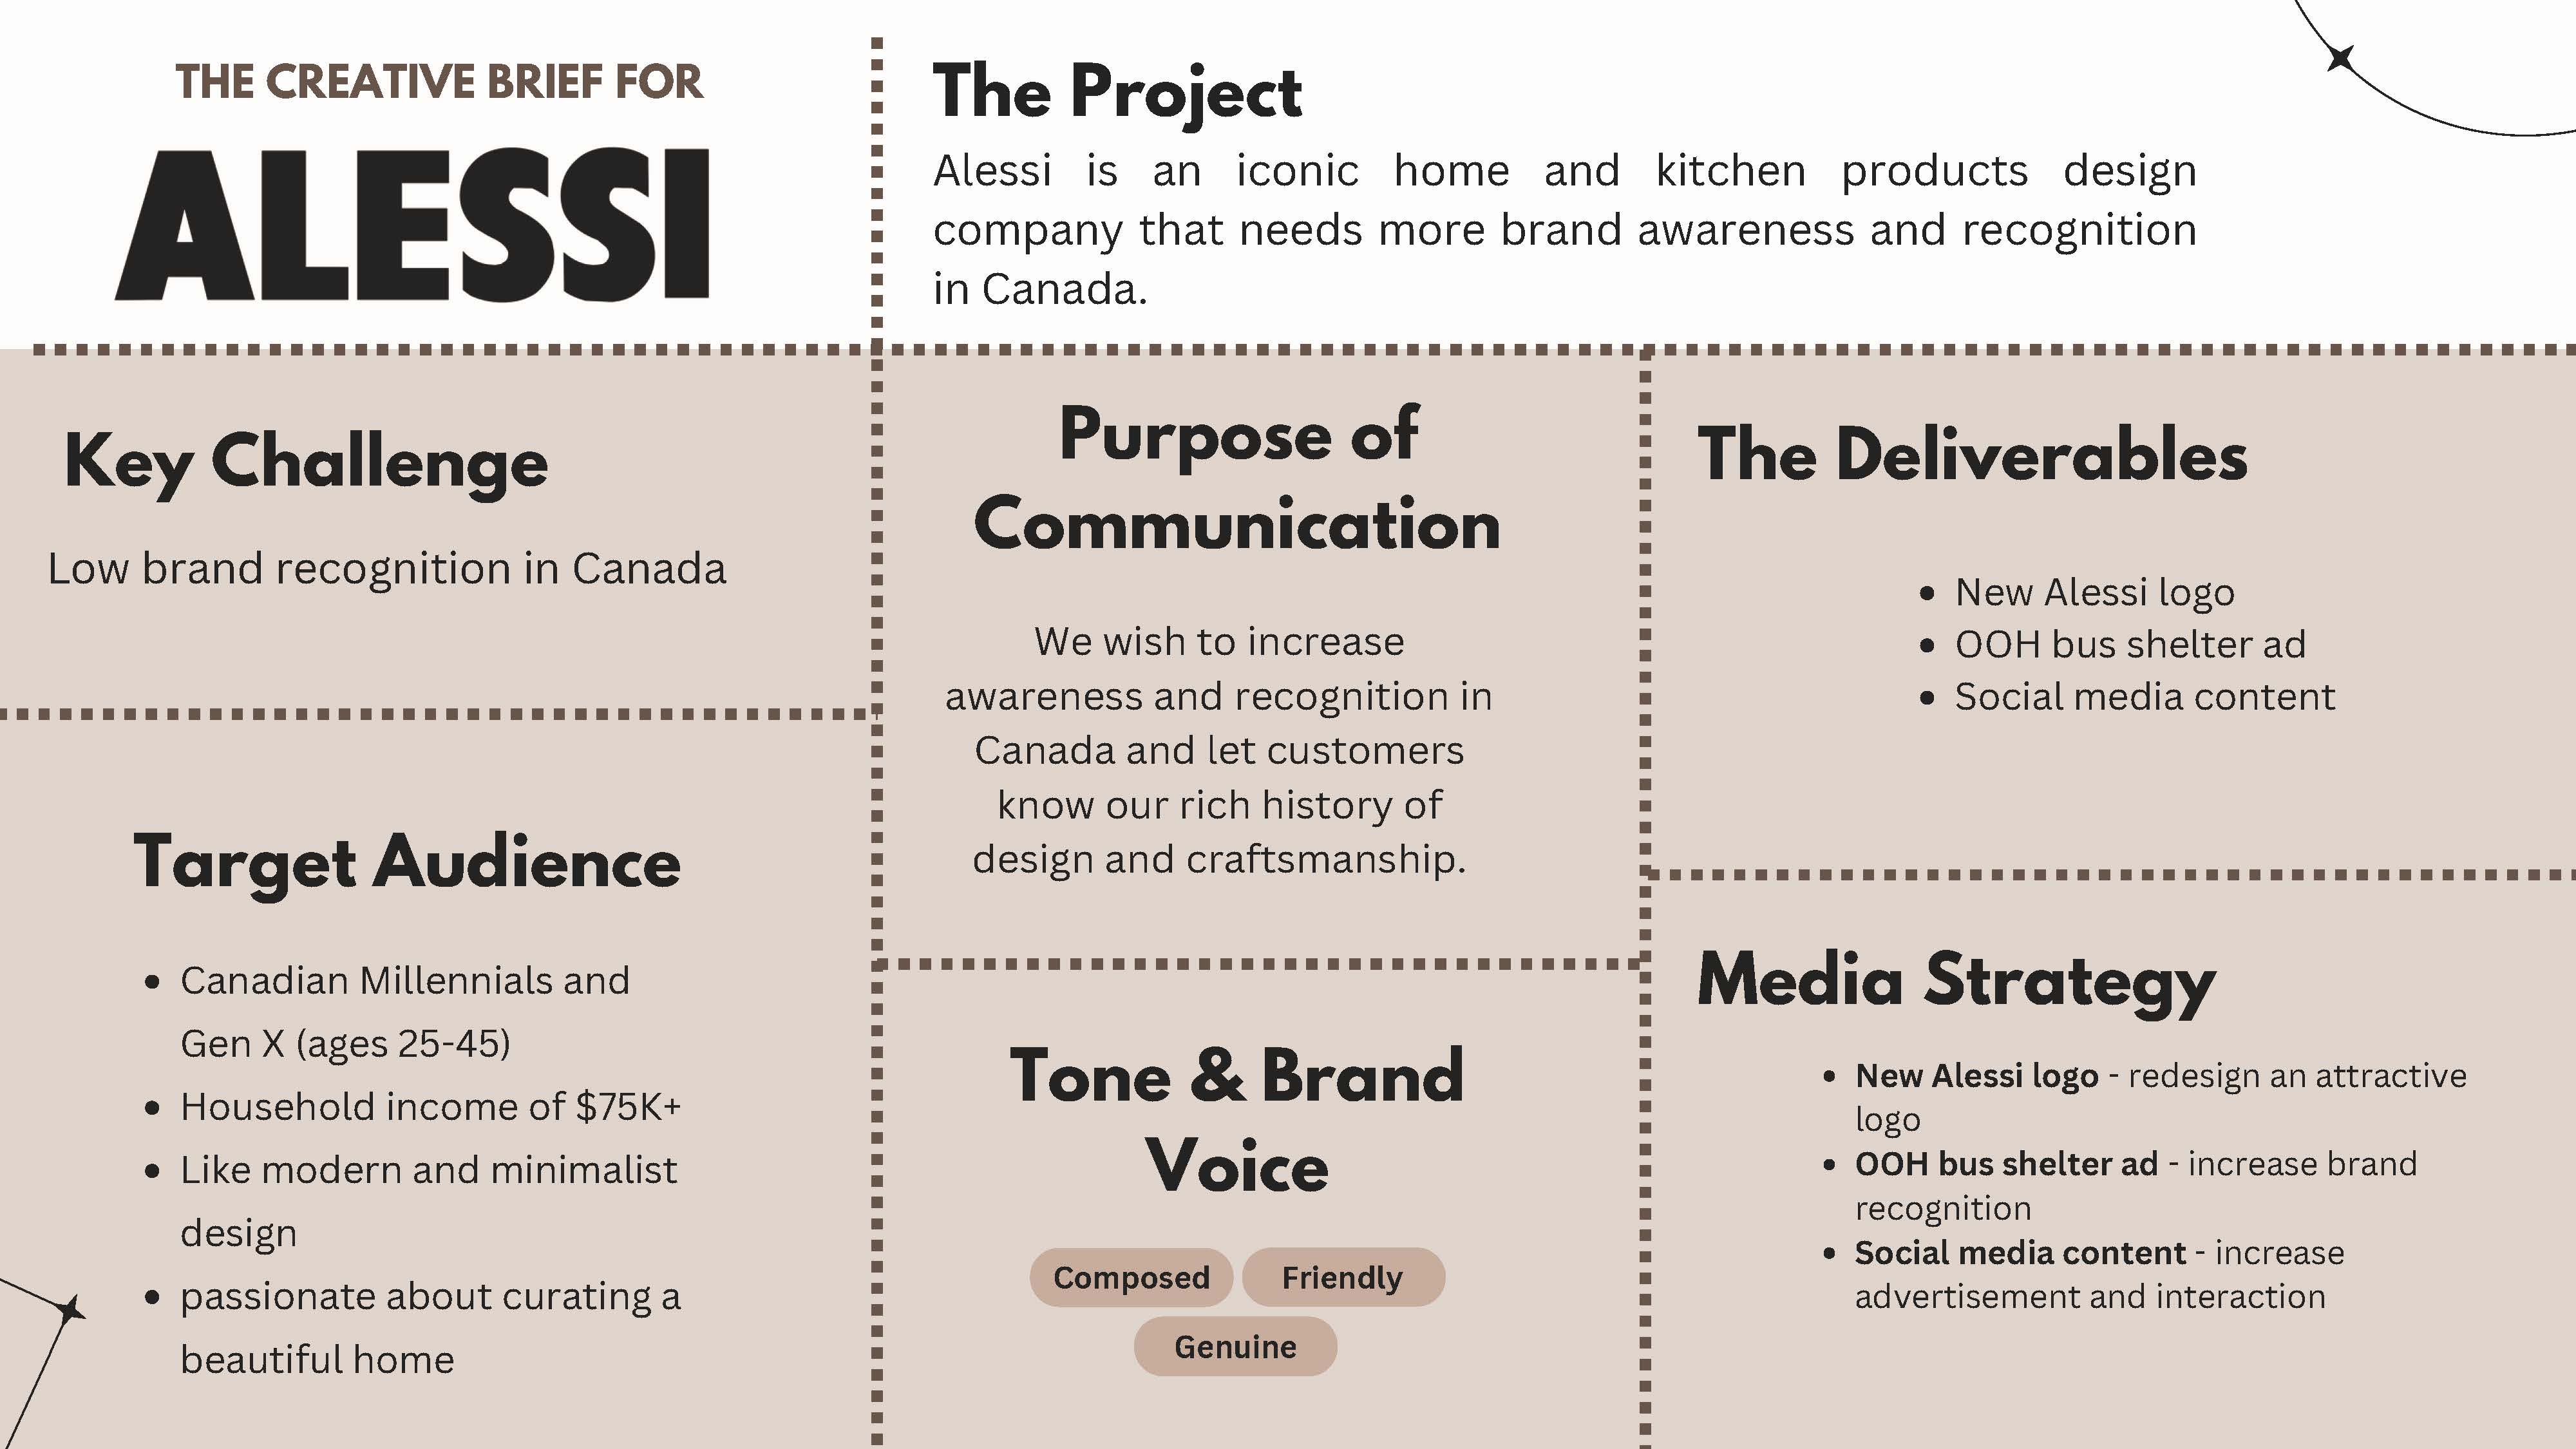 THE CREATIVE BRIEF FOR
ALESSI
The Project
Alessi is an iconic home and kitchen products design
company that needs more brand awareness and recognition
in Canada.
Key Challenge
Low brand recognition in Canada
Target Audience
• Canadian Millennials and
Gen X (ages 25-45)
• Household income of $75K+
• Like modern and minimalist
design
• passionate about curating a
beautiful home
Purpose of
Communication
We wish to increase
awareness and recognition in
Canada and let customers
know our rich history of
design and craftsmanship.
Tone & Brand
Voice
Composed Friendly
Genuine
The Deliverables
• New Alessi logo
• OOH bus shelter ad
• Social media content
Media Strategy
• New Alessi logo - redesign an attractive
logo
• OOH bus shelter ad - increase brand
recognition
• Social media content - increase
advertisement and interaction